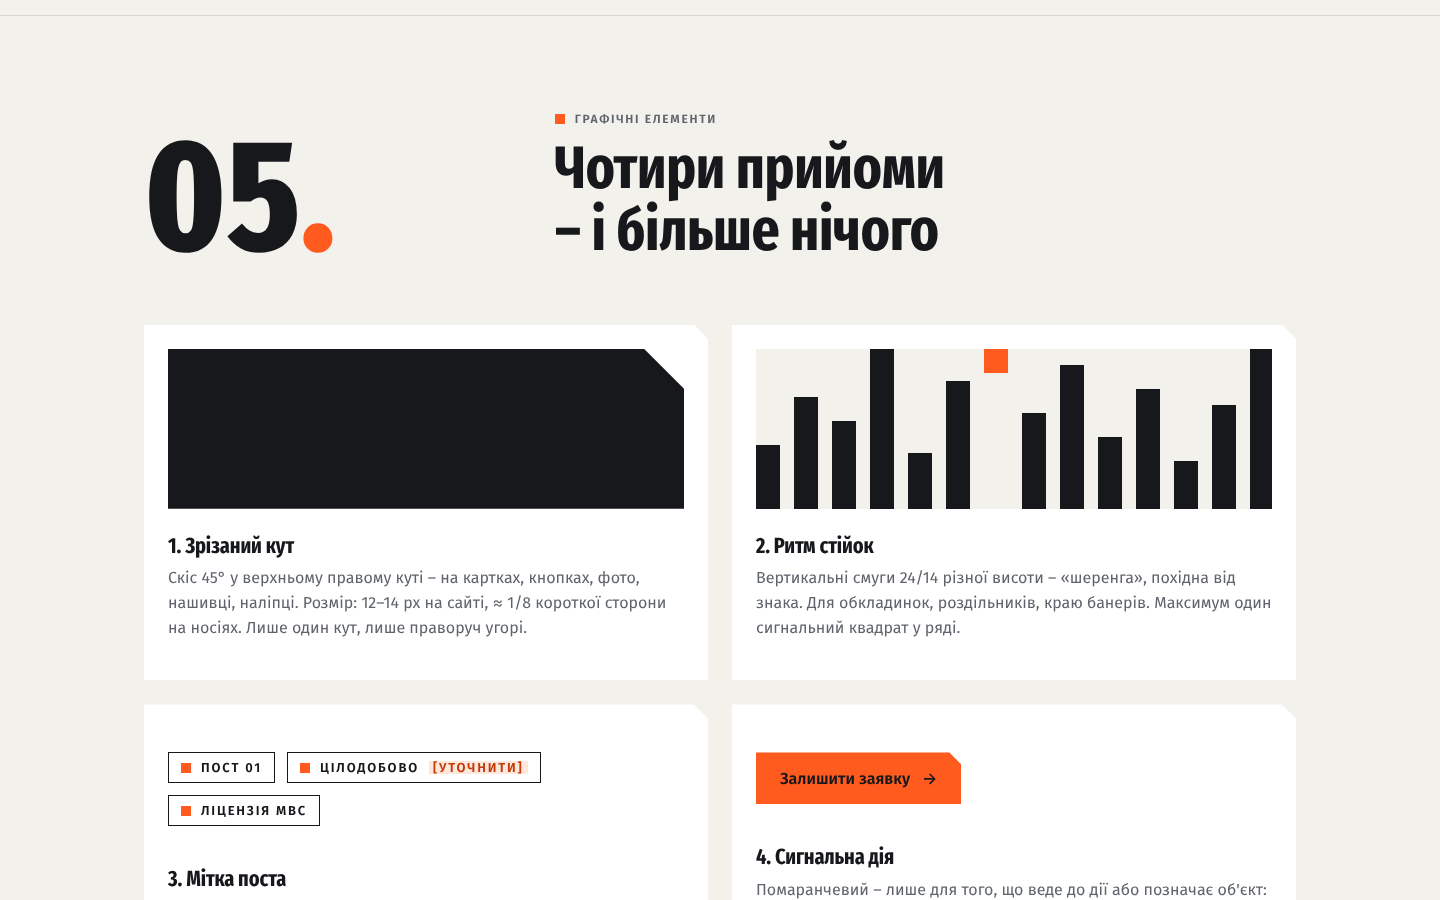 ГРАФІЧНІ ЕЛЕМЕНТИ
05.
Чотири прийоми
– і більше нічого
1. Зрізаний кут
Скіс 45° у верхньому правому куті – на картках, кнопках, фото,
нашивці, наліпці. Розмір: 12–14 px на сайті, ≈ 1/8 короткої сторони
на носіях. Лише один кут, лише праворуч угорі.
2. Ритм стійок
Вертикальні смуги 24/14 різної висоти – «шеренга», похідна від
знака. Для обкладинок, роздільників, краю банерів. Максимум один
сигнальний квадрат у ряді.
ПОСТ 01
ЦІЛОДОБОВО [УТОЧНИТИ]
ЛІЦЕНЗІЯ МВС
3. Мітка поста
Залишити заявку →
4. Сигнальна дія
Помаранчевий – лише для того, що веде до дії або позначає об'єкт: